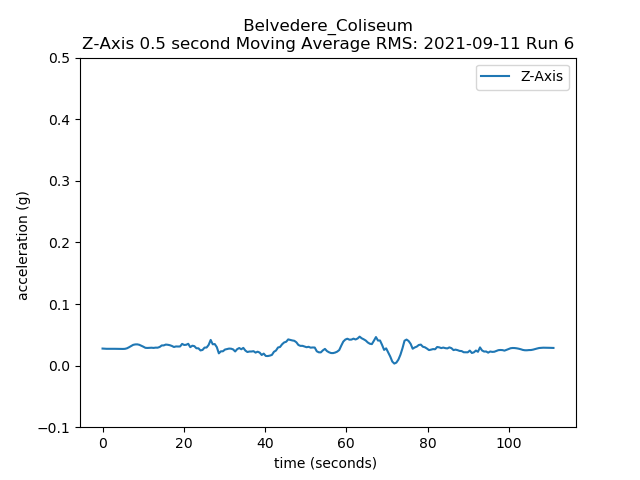 Belvedere_Coliseum
Z-Axis 0.5 second Moving Average RMS: 2021-09-11 Run 6
Z-Axis
0.5
0.4
0.3
0.2
0.1
0.0
−0.1
acceleration (g)
0 20 40 60 80 100
time (seconds)